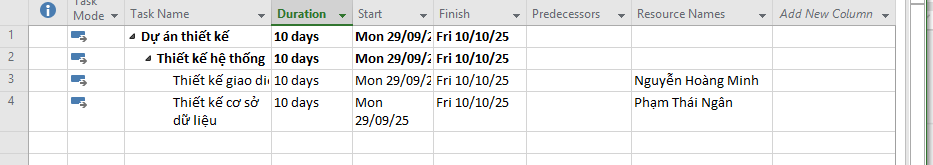 Task Mode Task Name Duration Start Finish Predecessors Resource Names Add New Column
1 Dự án thiết kế 10 days Mon 29/09/2 Fri 10/10/25
2 Thiết kế hệ thống 10 days Mon 29/09/2 Fri 10/10/25
3 Thiết kế giao di 10 days Mon 29/09/2 Fri 10/10/25 Nguyễn Hoàng Minh
4 Thiết kế cơ sở 10 days Mon Fri 10/10/25 Phạm Thái Ngân
dữ liệu 29/09/25